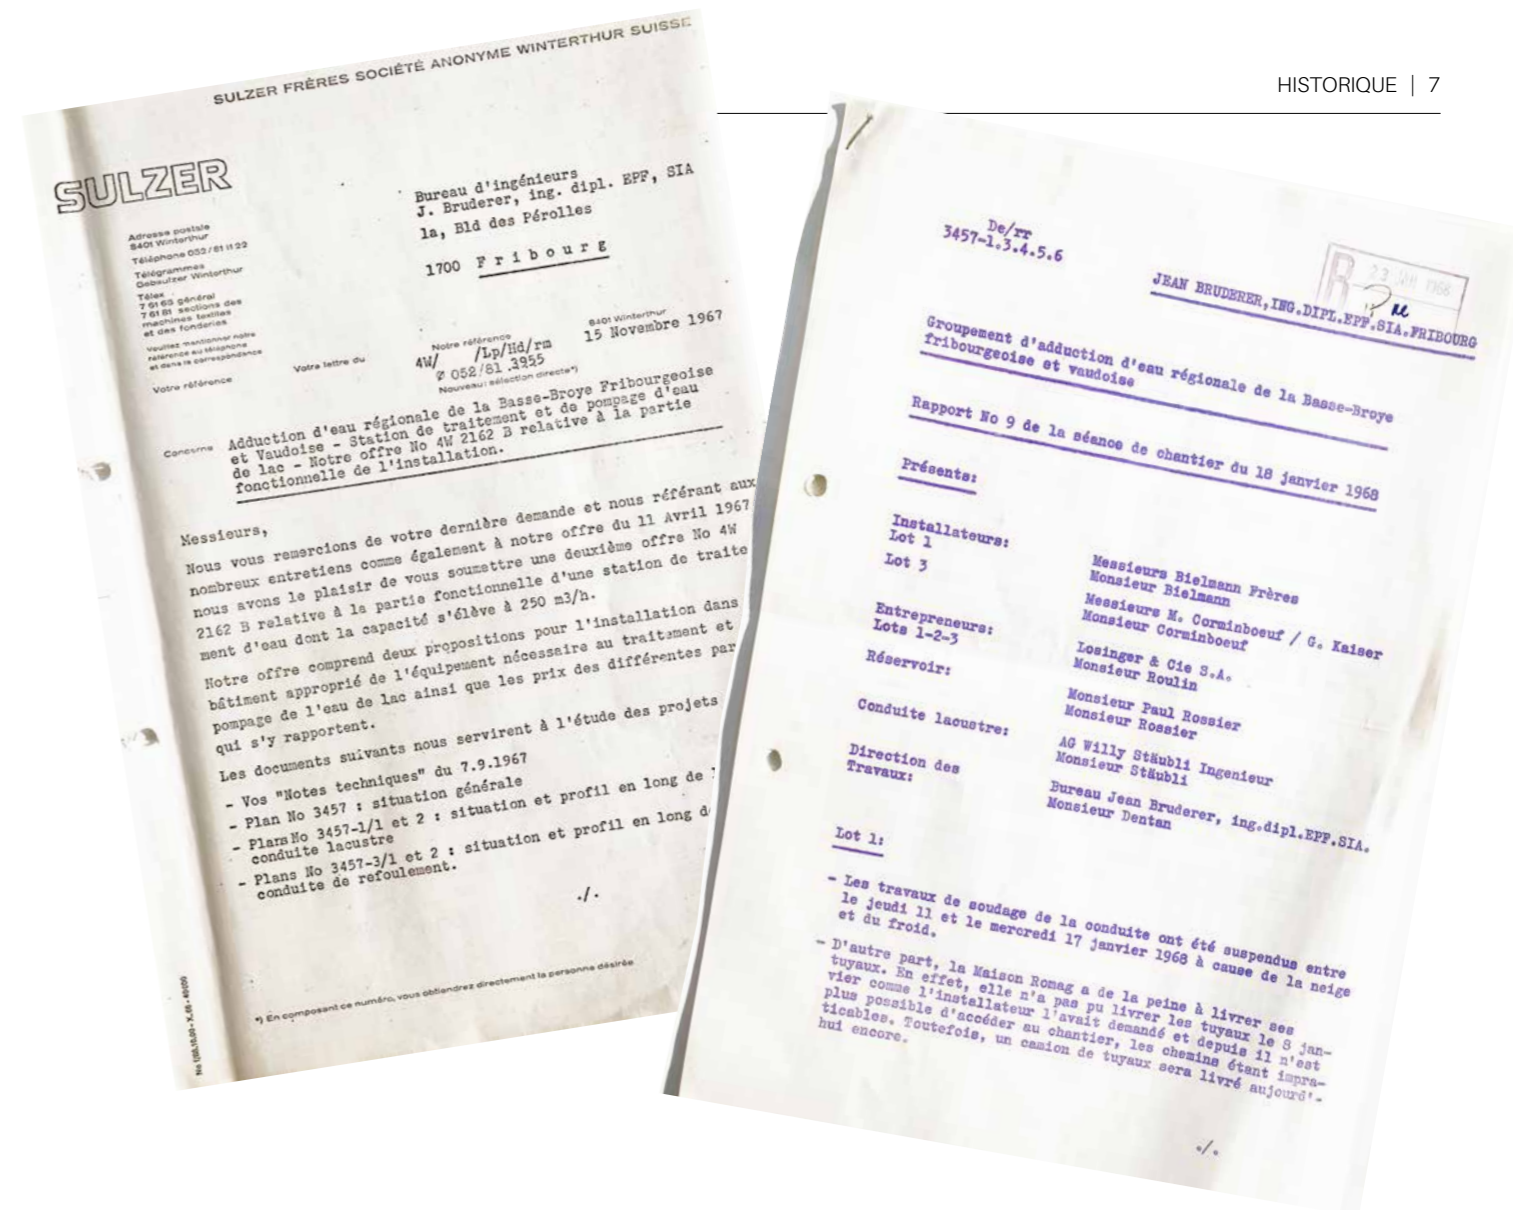 HISTORIQUE | 7
SULZER FRÈRES SOCIÉTÉ ANONYME WINTERTHUR SUISSE
SULZER
Adresse postale
8401 Winterthur
Téléphone 052/81 11 22
Télégrammes
Gebsulzer Winterthur
Télex
7 61 65 général
7 61 81 sections des
machines textiles
et des fonderies
Veuillez mentionner notre
référence au téléphone
et dans la correspondance
Votre référence
Votre lettre du
Bureau d'ingénieurs
J. Bruderer, ing. dipl. EPF, SIA
1a, Bld des Pérolles
1700 Fribourg
Notre référence
4W/ /Lp/Hd/rm
052/81 .3955
Nouveau: sélection directe*)
8401 Winterthur
15 Novembre 1967
Concerne
Adduction d'eau régionale de la Basse-Broye Fribourgeoise
et Vaudoise - Station de traitement et de pompage d'eau
de lac - Notre offre No 4W 2162 B relative à la partie
fonctionnelle de l'installation.
Messieurs,
Nous vous remercions de votre dernière demande et nous référant aux
nombreux entretiens comme également à notre offre du 11 Avril 1967
nous avons le plaisir de vous soumettre une deuxième offre No 4W
2162 B relative à la partie fonctionnelle d'une station de traite
ment d'eau dont la capacité s'élève à 250 m3/h.
Notre offre comprend deux propositions pour l'installation dans
bâtiment approprié de l'équipement nécessaire au traitement et
pompage de l'eau de lac ainsi que les prix des différentes par
qui s'y rapportent.
Les documents suivants nous servirent à l'étude des projets
- Vos "Notes techniques" du 7.9.1967
- Plan No 3457 : situation générale
- Plans No 3457-1/1 et 2 : situation et profil en long de
conduite lacustre
- Plans No 3457-3/1 et 2 : situation et profil en long de
conduite de refoulement.
./.
*) En composant ce numéro, vous obtiendrez directement la personne désirée
De/rr
3457-1.3.4.5.6
23 JAN 1968
JEAN BRUDERER,ING.DIPL.EPF.SIA.FRIBOURG
Groupement d'adduction d'eau régionale de la Basse-Broye
fribourgeoise et vaudoise
Rapport No 9 de la séance de chantier du 18 janvier 1968
Présents:
Installateurs:
Lot 1
Messieurs Bielmann Frères
Monsieur Bielmann
Lot 3
Messieurs M. Corminboeuf / G. Kaiser
Monsieur Corminboeuf
Entrepreneurs:
Lots 1-2-3
Losinger & Cie S.A.
Monsieur Roulin
Réservoir:
Monsieur Paul Rossier
Monsieur Rossier
Conduite lacustre:
AG Willy Stäubli Ingenieur
Monsieur Stäubli
Direction des
Travaux:
Bureau Jean Bruderer, ing.dipl.EPF.SIA.
Monsieur Dentan
Lot 1:
- Les travaux de soudage de la conduite ont été suspendus entre
le jeudi 11 et le mercredi 17 janvier 1968 à cause de la neige
et du froid.
- D'autre part, la Maison Romag a de la peine à livrer ses
tuyaux. En effet, elle n'a pas pu livrer les tuyaux le 8 jan-
vier comme l'installateur l'avait demandé et depuis il n'est
plus possible d'accéder au chantier, les chemins étant impra-
ticables. Toutefois, un camion de tuyaux sera livré aujourd'-
hui encore.
./.